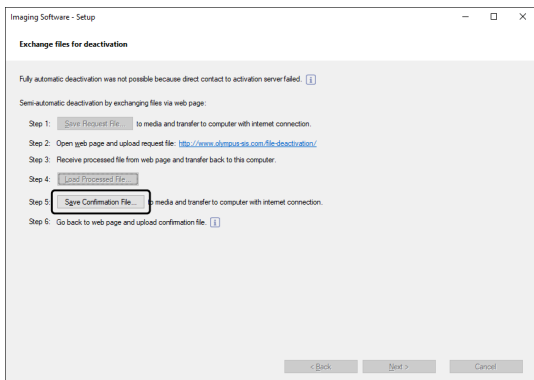 Imaging Software - Setup
Exchange files for deactivation
Fully automatic deactivation was not possible because direct contact to activation server failed. i
Semi-automatic deactivation by exchanging files via web page:
Step 1: Save Request File... to media and transfer to computer with internet connection.
Step 2: Open web page and upload request file: http://www.olympus-sis.com/file-deactivation/
Step 3: Receive processed file from web page and transfer back to this computer.
Step 4: Load Processed File...
Step 5: Save Confirmation File... to media and transfer to computer with internet connection.
Step 6: Go back to web page and upload confirmation file. i
< Back Next > Cancel